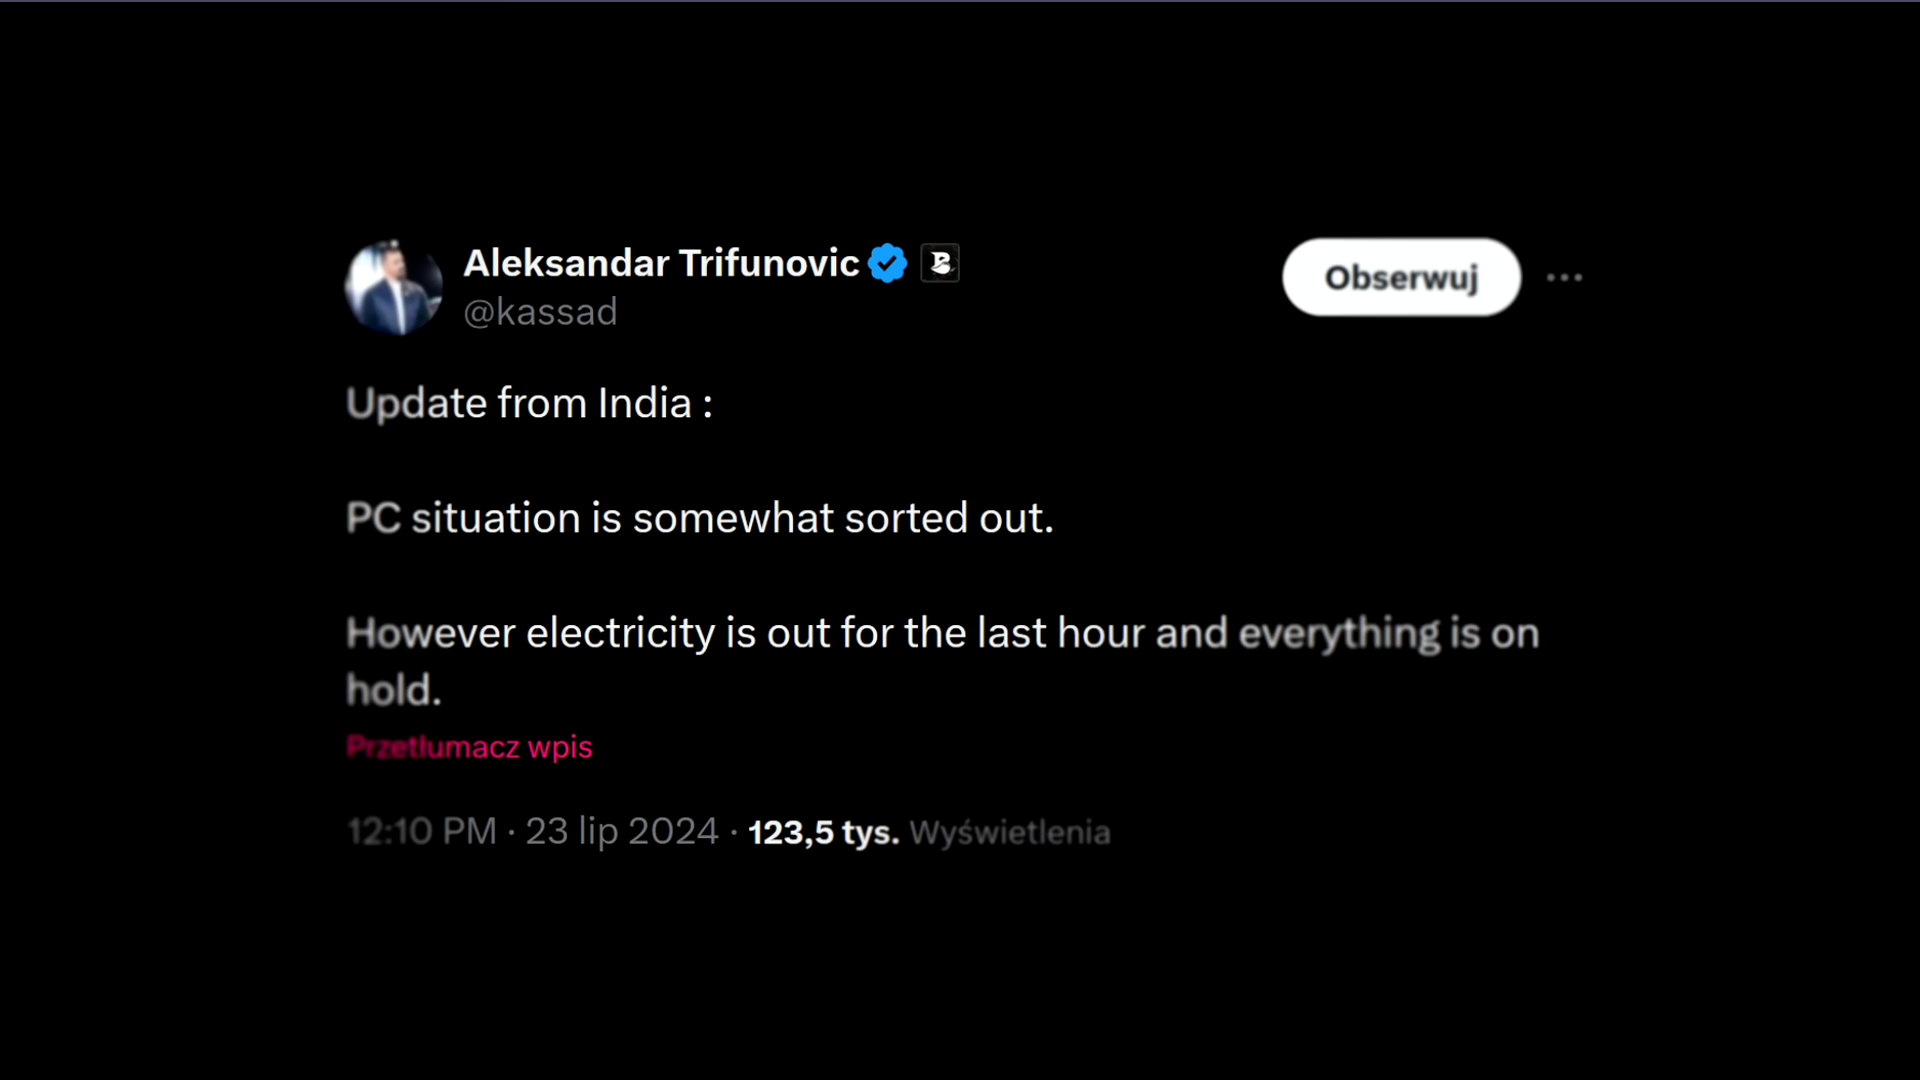 Aleksandar Trifunovic
@kassad
Obserwuj
Update from India :
PC situation is somewhat sorted out.
However electricity is out for the last hour and everything is on
hold.
Przetłumacz wpis
12:10 PM · 23 lip 2024 · 123,5 tys. Wyświetlenia